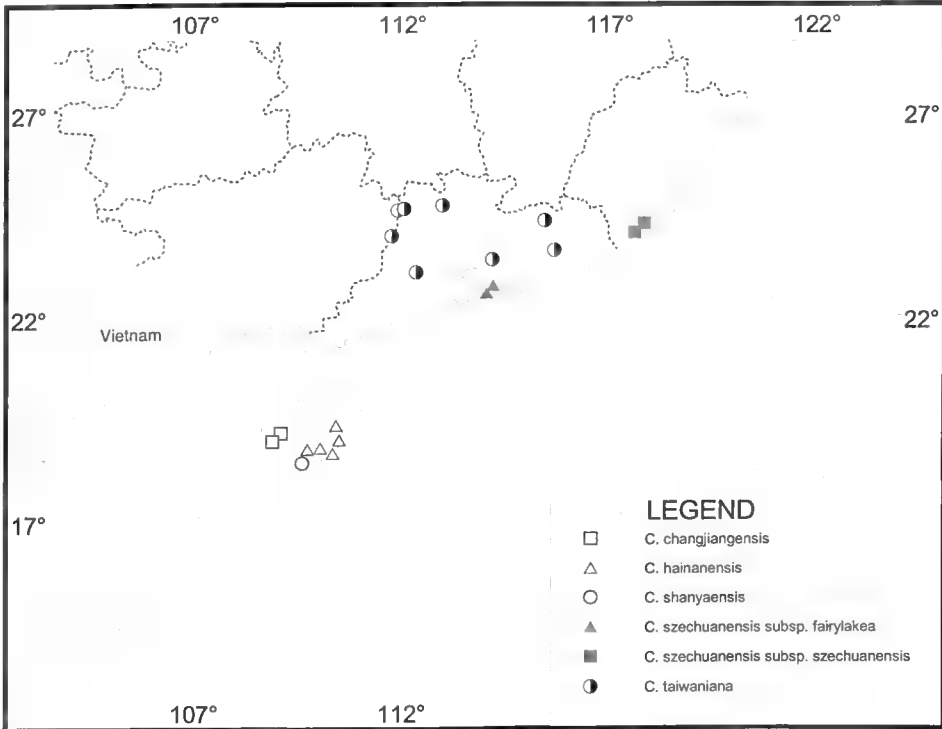 107° 112° 117° 122°
27° 27°
22° 22°
Vietnam
17°
LEGEND
C. changjiangensis
C. hainanensis
C. shanyaensis
C. szechuanensis subsp. fairylakea
C. szechuanensis subsp. szechuanensis
C. taiwaniana
107° 112°